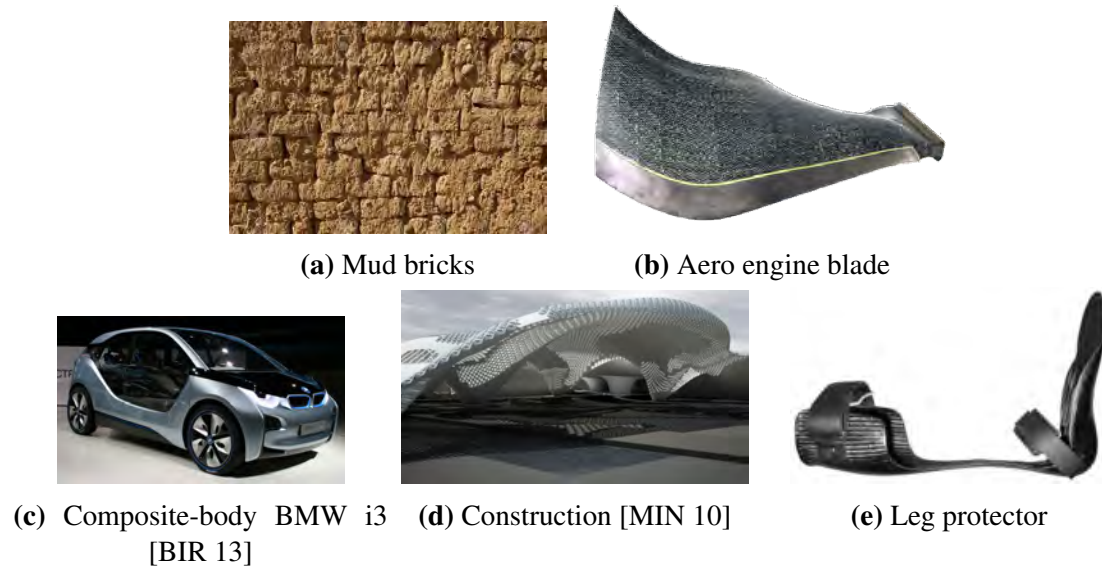 (a) Mud bricks
(b) Aero engine blade
(c) Composite-body BMW i3
[BIR 13]
(d) Construction [MIN 10]
(e) Leg protector